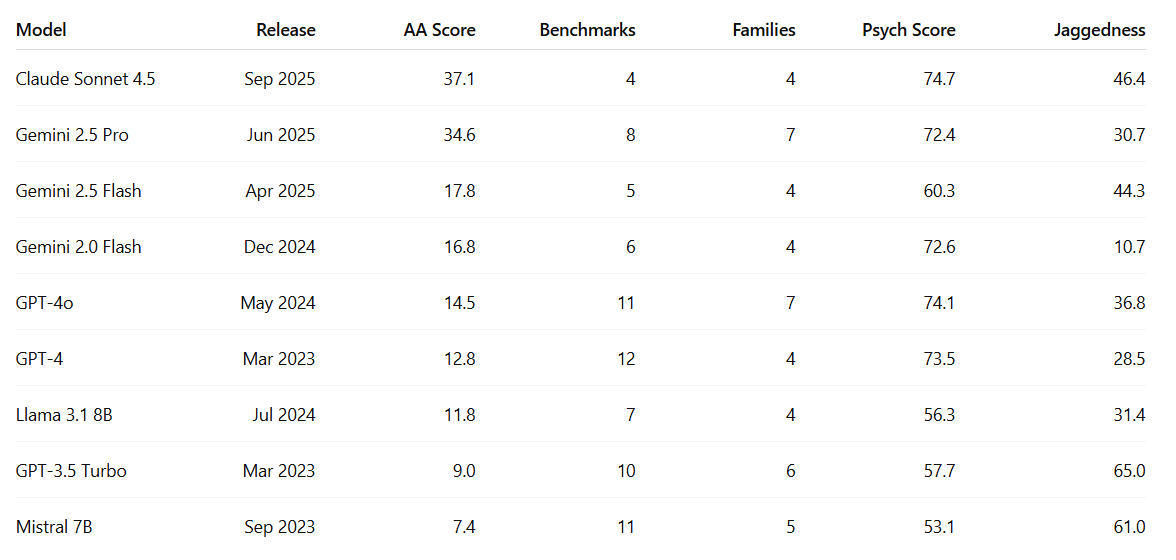 Model Release AA Score Benchmarks Families Psych Score Jaggedness
Claude Sonnet 4.5 Sep 2025 37.1 4 4 74.7 46.4
Gemini 2.5 Pro Jun 2025 34.6 8 7 72.4 30.7
Gemini 2.5 Flash Apr 2025 17.8 5 4 60.3 44.3
Gemini 2.0 Flash Dec 2024 16.8 6 4 72.6 10.7
GPT-4o May 2024 14.5 11 7 74.1 36.8
GPT-4 Mar 2023 12.8 12 4 73.5 28.5
Llama 3.1 8B Jul 2024 11.8 7 4 56.3 31.4
GPT-3.5 Turbo Mar 2023 9.0 10 6 57.7 65.0
Mistral 7B Sep 2023 7.4 11 5 53.1 61.0